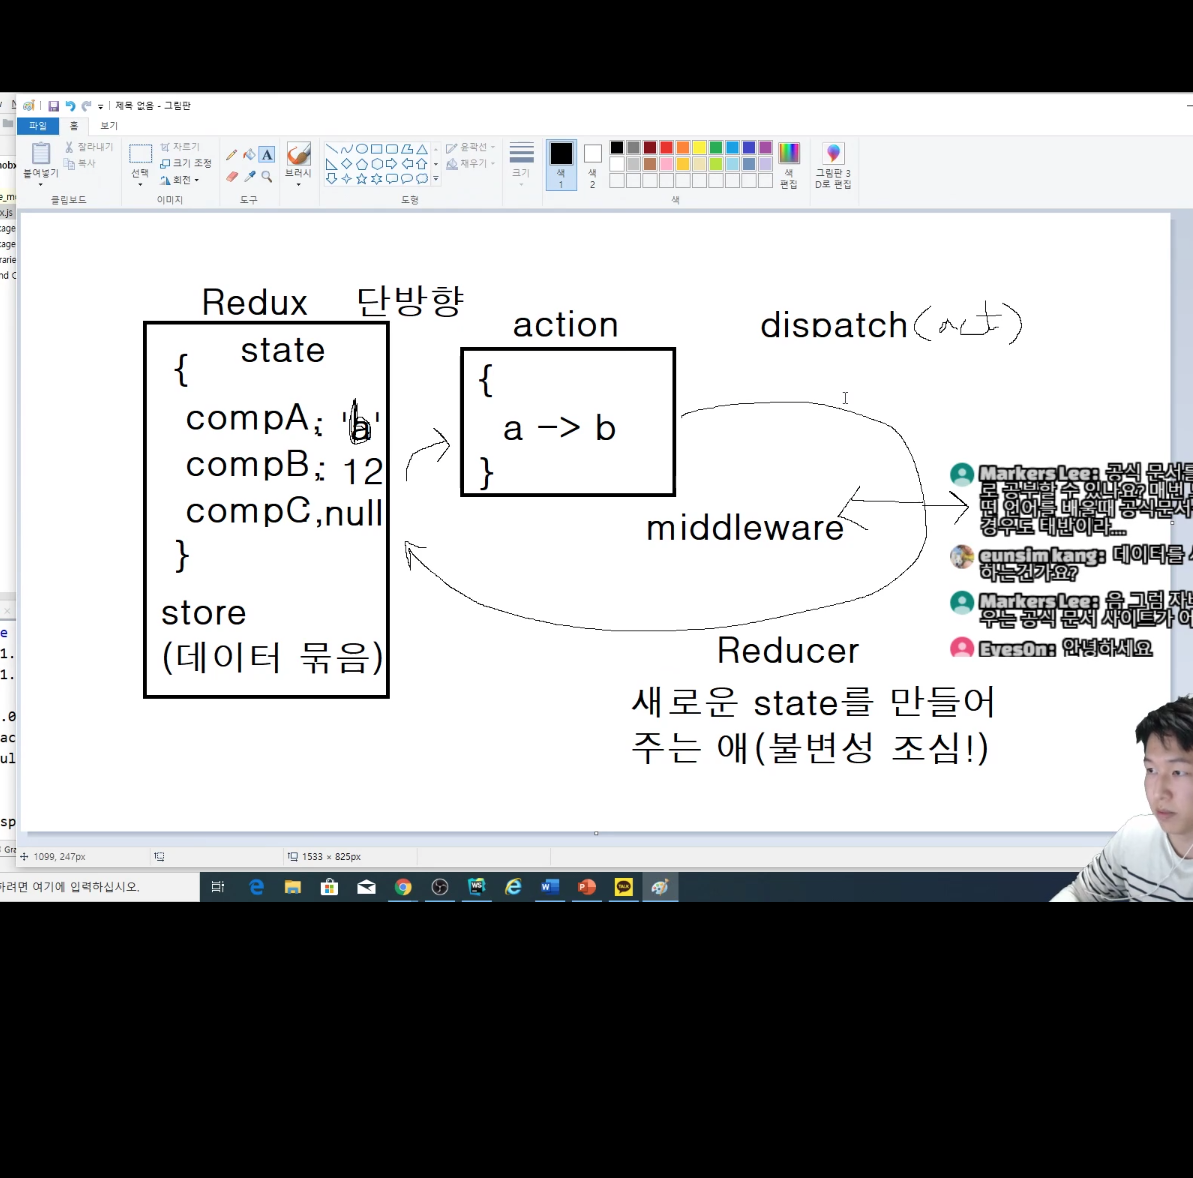 제목 없음 - 그림판
파일 홈 보기
붙여넣기
잘라내기
복사
클립보드
선택
자르기
크기 조정
회전
이미지
A
도구
브러시
윤곽선
채우기
도형
크기
색 1
색 2
색 편집
색
그림판 3D로 편집
Redux 단방향
state
{
compA: 'b'
compB: 12
compC,null
}
store
(데이터 묶음)
action
{
a -> b
}
dispatch(act)
middleware
Reducer
새로운 state를 만들어
주는 애(불변성 조심!)
Markers Lee: 공식 문서를
로 공부할 수 있나요? 매번
떤 언어를 배울때 공식문서
경우도 태반이라....
eunsim kang: 데이터를
하는건가요?
Markers Lee: 음 그럼 자
우는 공식 문서 사이트가
EyesOn: 안녕하세요
1099, 247px
1533 × 825px
하려면 여기에 입력하십시오.